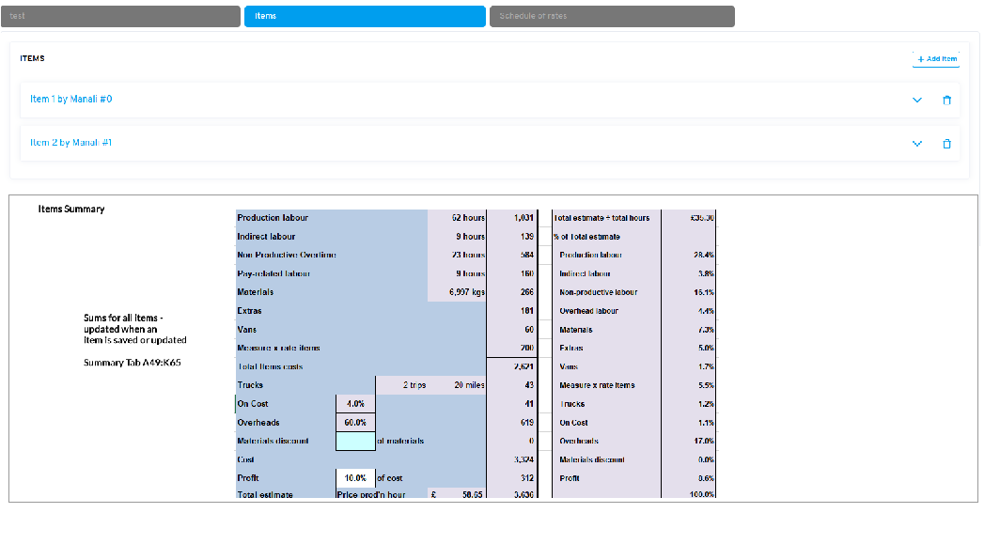 test Items Schedule of rates
ITEMS + Add Item
Item 1 by Manali #0
Item 2 by Manali #1
Items Summary
Sums for all items -
updated when an
item is saved or updated
Summary Tab A49:K65
Production labour 62 hours 1,031
Indirect labour 9 hours 139
Non Productive Overtime 23 hours 584
Pay-related labour 9 hours 160
Materials 6,997 kgs 266
Extras 181
Vans 60
Measure x rate items 200
Total Items costs 2,621
Trucks 2 trips 20 miles 43
On Cost 4.0% 41
Overheads 60.0% 619
Materials discount of materials 0
Cost 3,324
Profit 10.0% of cost 312
Total estimate Price prod'n hour £ 58.65 3,636
Total estimate ÷ total hours £35.30
% of Total estimate
Production labour 28.4%
Indirect labour 3.8%
Non-productive labour 16.1%
Overhead labour 4.4%
Materials 7.3%
Extras 5.0%
Vans 1.7%
Measure x rate items 5.5%
Trucks 1.2%
On Cost 1.1%
Overheads 17.0%
Materials discount 0.0%
Profit 8.6%
100.0%